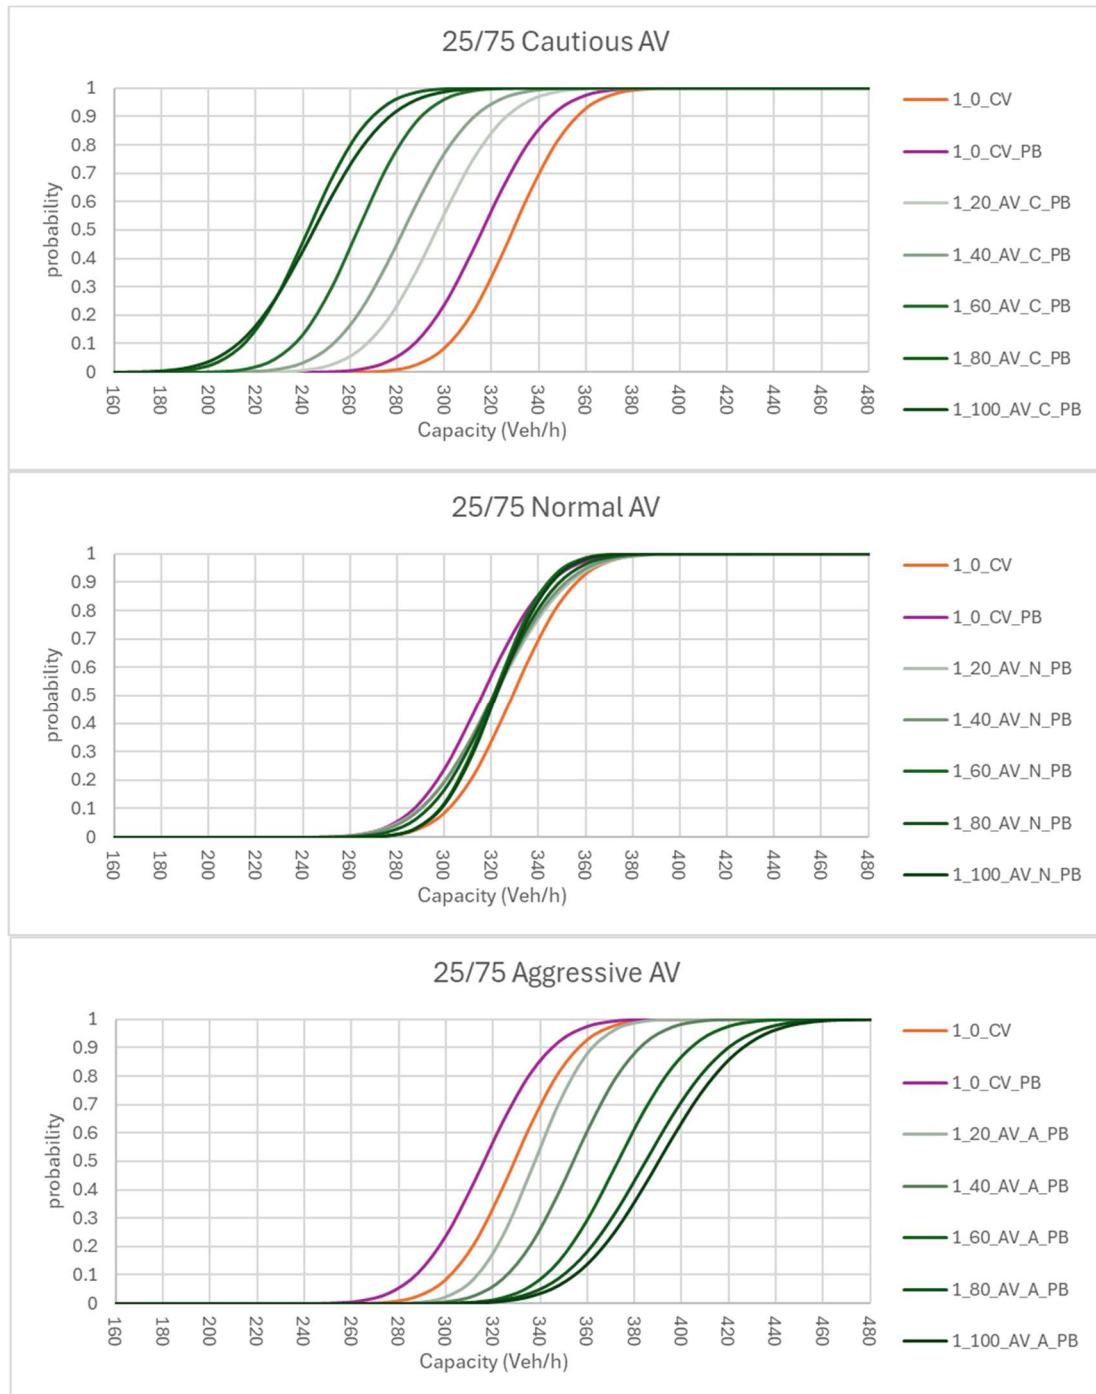 25/75 Cautious AV
1
0.9
0.8
0.7
0.6
0.5
0.4
0.3
0.2
0.1
0
probability
160 180 200 220 240 260 280 300 320 340 360 380 400 420 440 460 480
Capacity (Veh/h)
1_0_CV
1_0_CV_PB
1_20_AV_C_PB
1_40_AV_C_PB
1_60_AV_C_PB
1_80_AV_C_PB
1_100_AV_C_PB
25/75 Normal AV
1
0.9
0.8
0.7
0.6
0.5
0.4
0.3
0.2
0.1
0
probability
160 180 200 220 240 260 280 300 320 340 360 380 400 420 440 460 480
Capacity (Veh/h)
1_0_CV
1_0_CV_PB
1_20_AV_N_PB
1_40_AV_N_PB
1_60_AV_N_PB
1_80_AV_N_PB
1_100_AV_N_PB
25/75 Aggressive AV
1
0.9
0.8
0.7
0.6
0.5
0.4
0.3
0.2
0.1
0
probability
160 180 200 220 240 260 280 300 320 340 360 380 400 420 440 460 480
Capacity (Veh/h)
1_0_CV
1_0_CV_PB
1_20_AV_A_PB
1_40_AV_A_PB
1_60_AV_A_PB
1_80_AV_A_PB
1_100_AV_A_PB